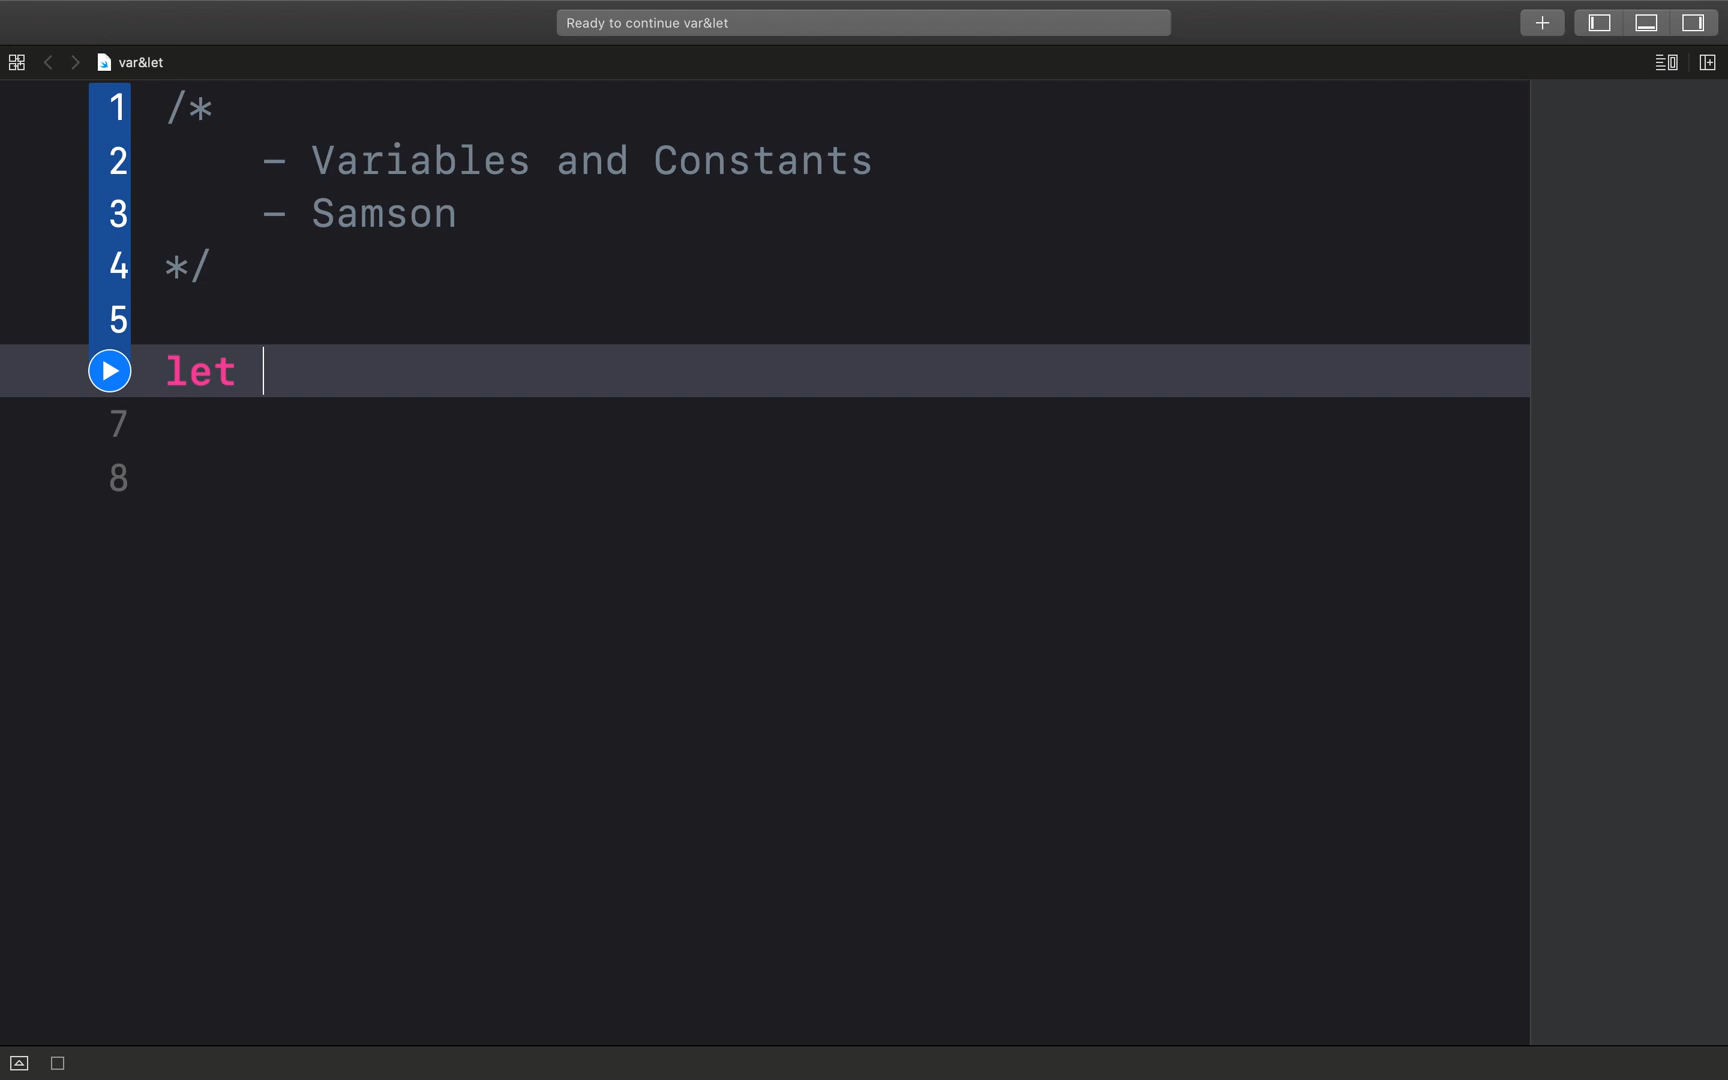 Ready to continue var&let
var&let
1 /*
2 - Variables and Constants
3 - Samson
4 */
5
let
7
8